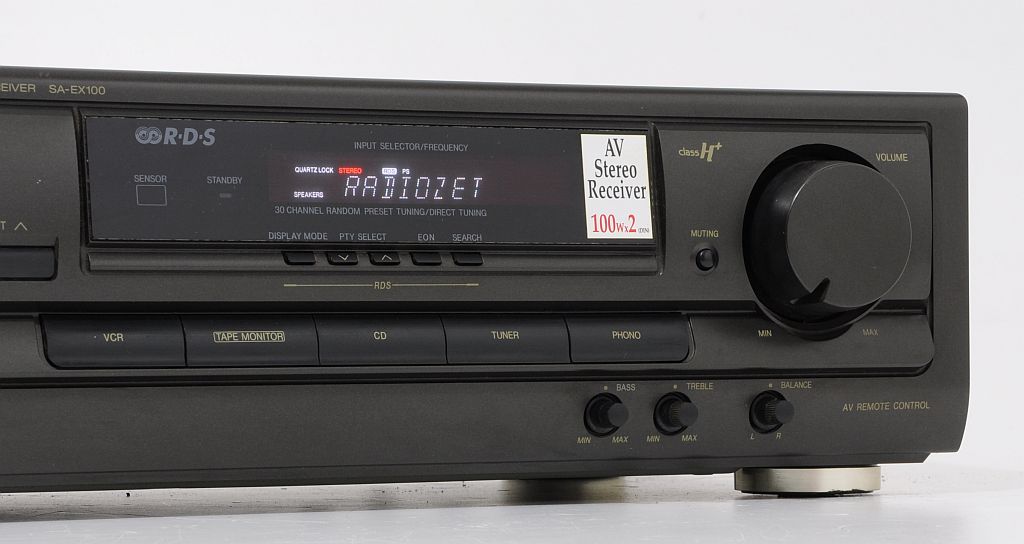 SA-EX100
R·D·S
INPUT SELECTOR/FREQUENCY
SENSOR
STANDBY
QUARTZ LOCK STEREO RDS PS
SPEAKERS
RADIOZET
30 CHANNEL RANDOM PRESET TUNING/DIRECT TUNING
DISPLAY MODE PTY SELECT EON SEARCH
RDS
AV
Stereo
Receiver
100W×2 (DIN)
class H+
VOLUME
MUTING
MIN MAX
VCR
TAPE MONITOR
CD
TUNER
PHONO
BASS
MIN MAX
TREBLE
MIN MAX
BALANCE
L R
AV REMOTE CONTROL